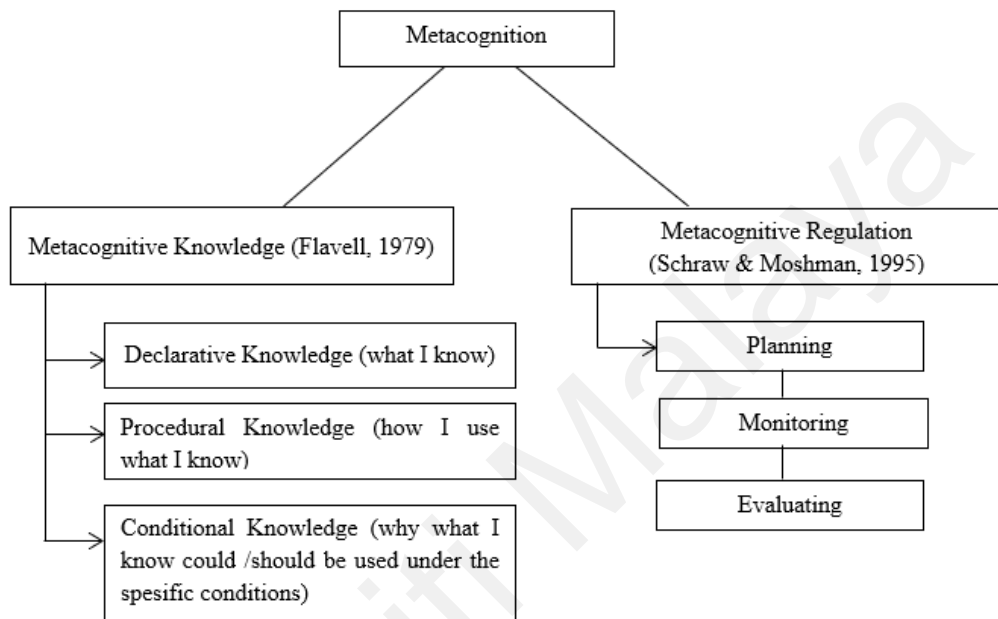 Metacognition
Metacognitive Knowledge (Flavell, 1979)
Declarative Knowledge (what I know)
Procedural Knowledge (how I use
what I know)
Conditional Knowledge (why what I
know could /should be used under the
spesific conditions)
Metacognitive Regulation
(Schraw & Moshman, 1995)
Planning
Monitoring
Evaluating
Malaya